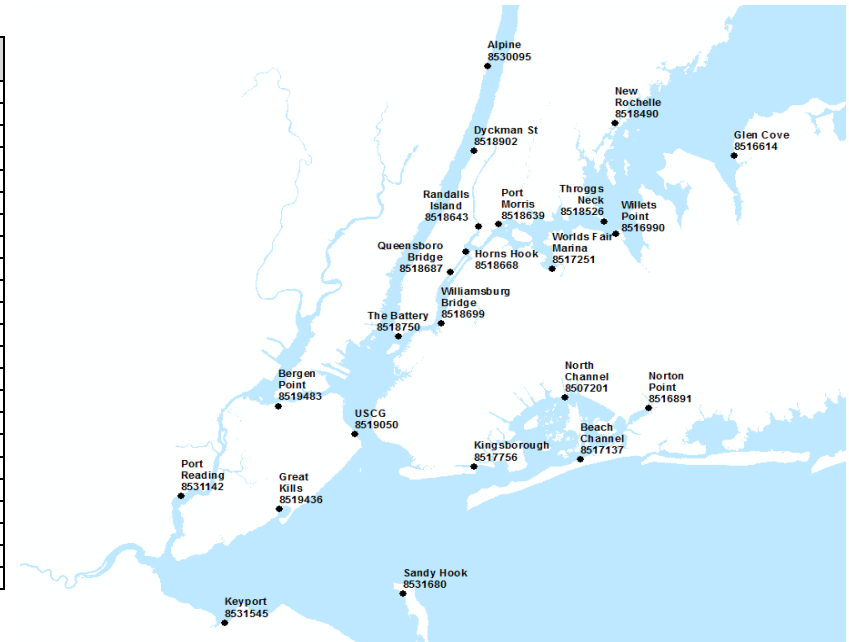 Alpine
8530095
New
Rochelle
8518490
Dyckman St
8518902
Glen Cove
8516614
Randalls
Island
8518643
Port
Morris
8518639
Throggs
Neck
8518526
Willets
Point
8516990
Queensboro
Bridge
8518687
Horns Hook
8518668
Worlds Fair
Marina
8517251
Williamsburg
Bridge
8518699
The Battery
8518750
Bergen
Point
8519483
North
Channel
8507201
Norton
Point
8516891
USCG
8519050
Beach
Channel
8517137
Kingsborough
8517756
Port
Reading
8531142
Great
Kills
8519436
Sandy Hook
8531680
Keyport
8531545